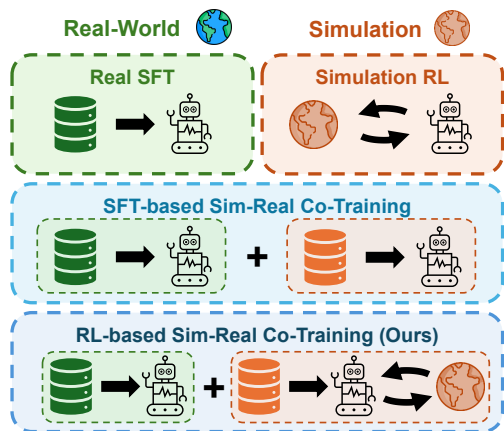 Real-World
Simulation
Real SFT
Simulation RL
SFT-based Sim-Real Co-Training
+
RL-based Sim-Real Co-Training (Ours)
+